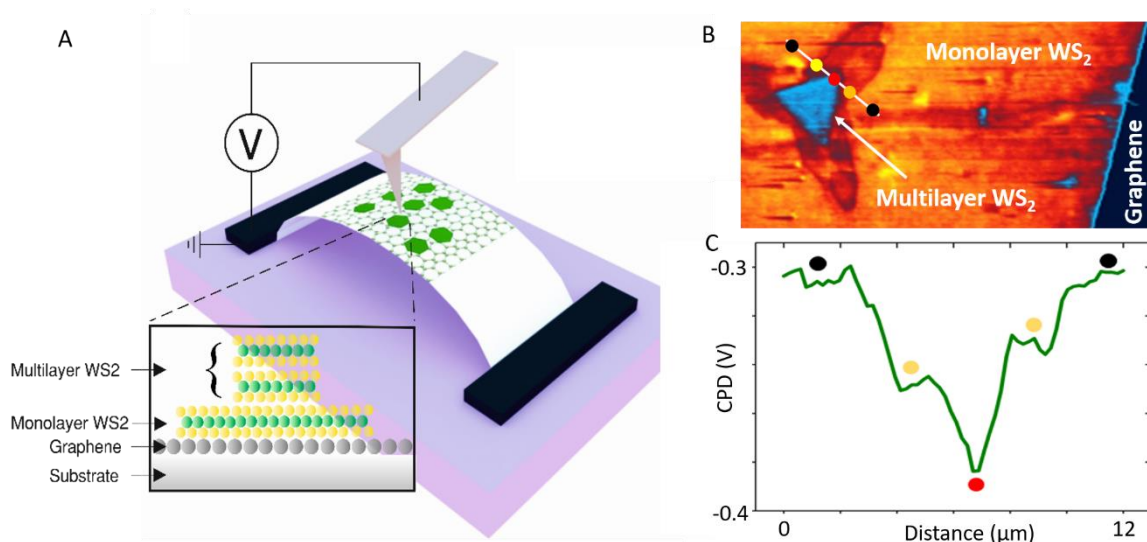 A
V
Multilayer WS2
Monolayer WS2
Graphene
Substrate
B
Monolayer WS₂
Multilayer WS₂
Graphene
C
-0.3
CPD (V)
-0.4
0
Distance (μm)
12